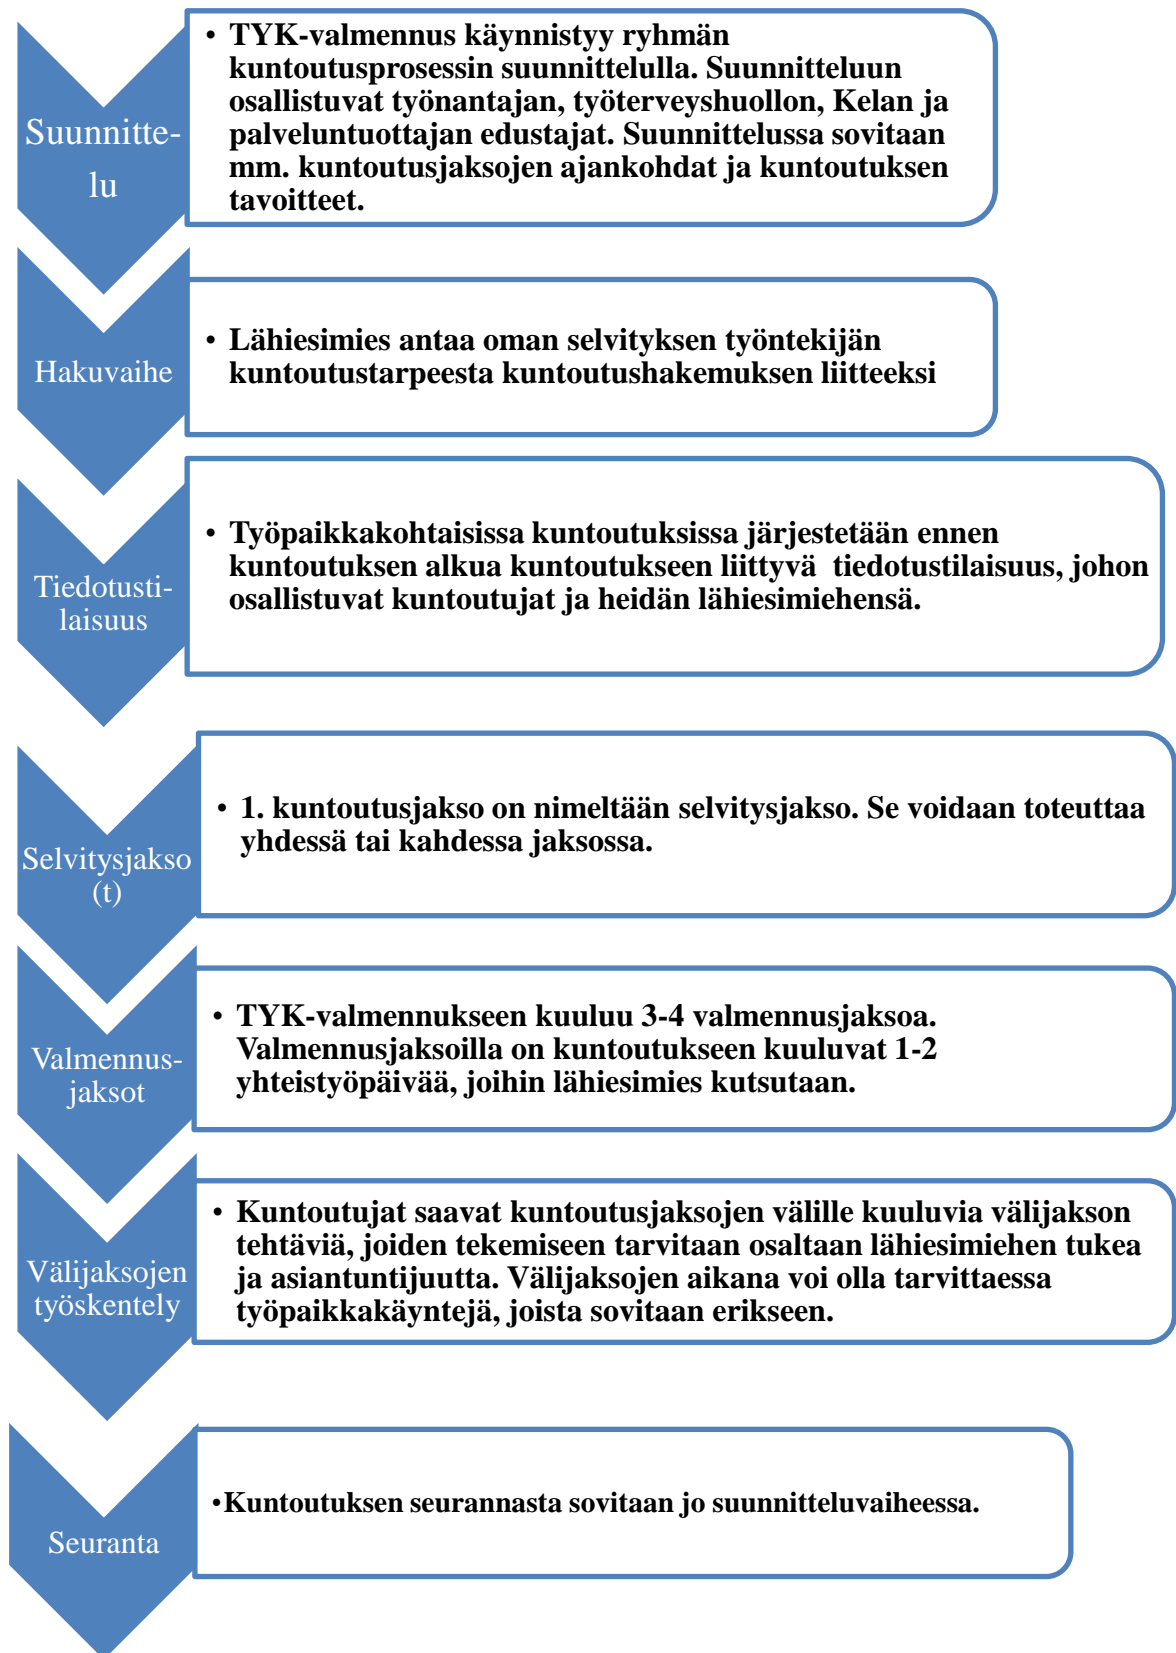 Suunnitte-
lu
• TYK-valmennus käynnistyy ryhmän
kuntoutusprosessin suunnittelulla. Suunnitteluun
osallistuvat työnantajan, työterveyshuollon, Kelan ja
palveluntuottajan edustajat. Suunnittelussa sovitaan
mm. kuntoutusjaksojen ajankohdat ja kuntoutuksen
tavoitteet.
Hakuvaihe
• Lähiesimies antaa oman selvityksen työntekijän
kuntoutustarpeesta kuntoutushakemuksen liitteeksi
Tiedotusti-
laisuus
• Työpaikkakohtaisissa kuntoutuksissa järjestetään ennen
kuntoutuksen alkua kuntoutukseen liittyvä tiedotustilaisuus, johon
osallistuvat kuntoutujat ja heidän lähiesimiehensä.
Selvitysjakso
(t)
• 1. kuntoutusjakso on nimeltään selvitysjakso. Se voidaan toteuttaa
yhdessä tai kahdessa jaksossa.
Valmennus-
jaksot
• TYK-valmennukseen kuuluu 3-4 valmennusjaksoa.
Valmennusjaksoilla on kuntoutukseen kuuluvat 1-2
yhteistyöpäivää, joihin lähiesimies kutsutaan.
Välijaksojen
työskentely
• Kuntoutujat saavat kuntoutusjaksojen välille kuuluvia välijakson
tehtäviä, joiden tekemiseen tarvitaan osaltaan lähiesimiehen tukea
ja asiantuntijuutta. Välijaksojen aikana voi olla tarvittaessa
työpaikkakäyntejä, joista sovitaan erikseen.
Seuranta
•Kuntoutuksen seurannasta sovitaan jo suunnitteluvaiheessa.